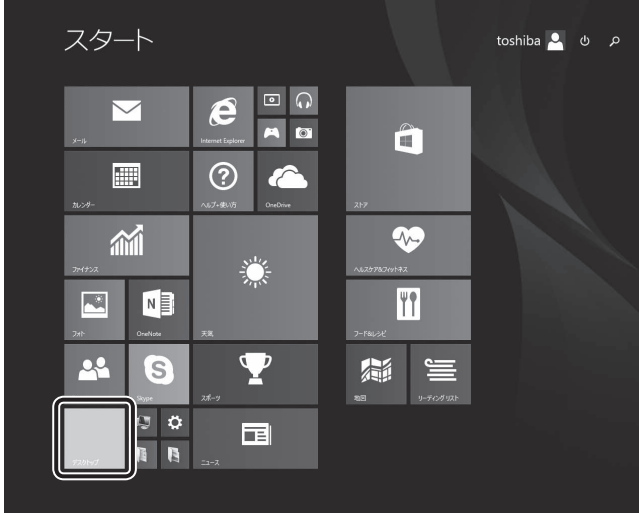 スタート
toshiba
メール
Internet Explorer
カレンダー
ヘルプ+使い方
OneDrive
ストア
ファイナンス
天気
ヘルスケア&フィットネス
フォト
OneNote
フード&レシピ
Skype
スポーツ
地図
リーディング リスト
デスクトップ
ニュース